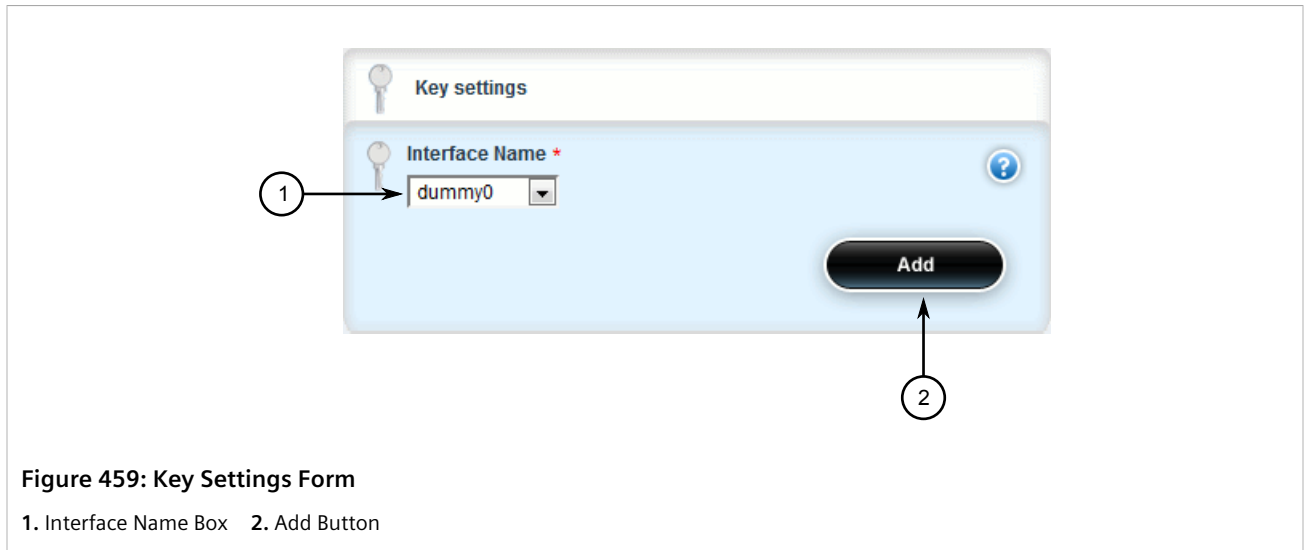 Key settings
Interface Name *
?
1
dummy0
Add
2
Figure 459: Key Settings Form
1. Interface Name Box 2. Add Button